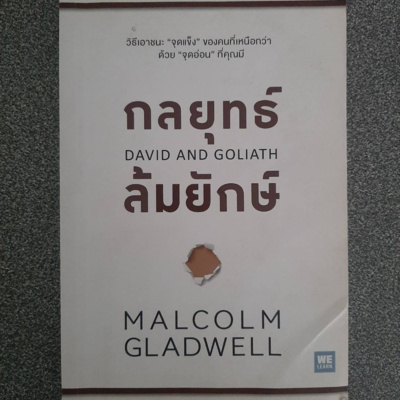 วิธีเอาชนะ “จุดแข็ง” ของคนที่เหนือกว่า
ด้วย “จุดอ่อน” ที่คุณมี
กลยุทธ์
DAVID AND GOLIATH
ล้มยักษ์
MALCOLM
GLADWELL
WE
LEARN